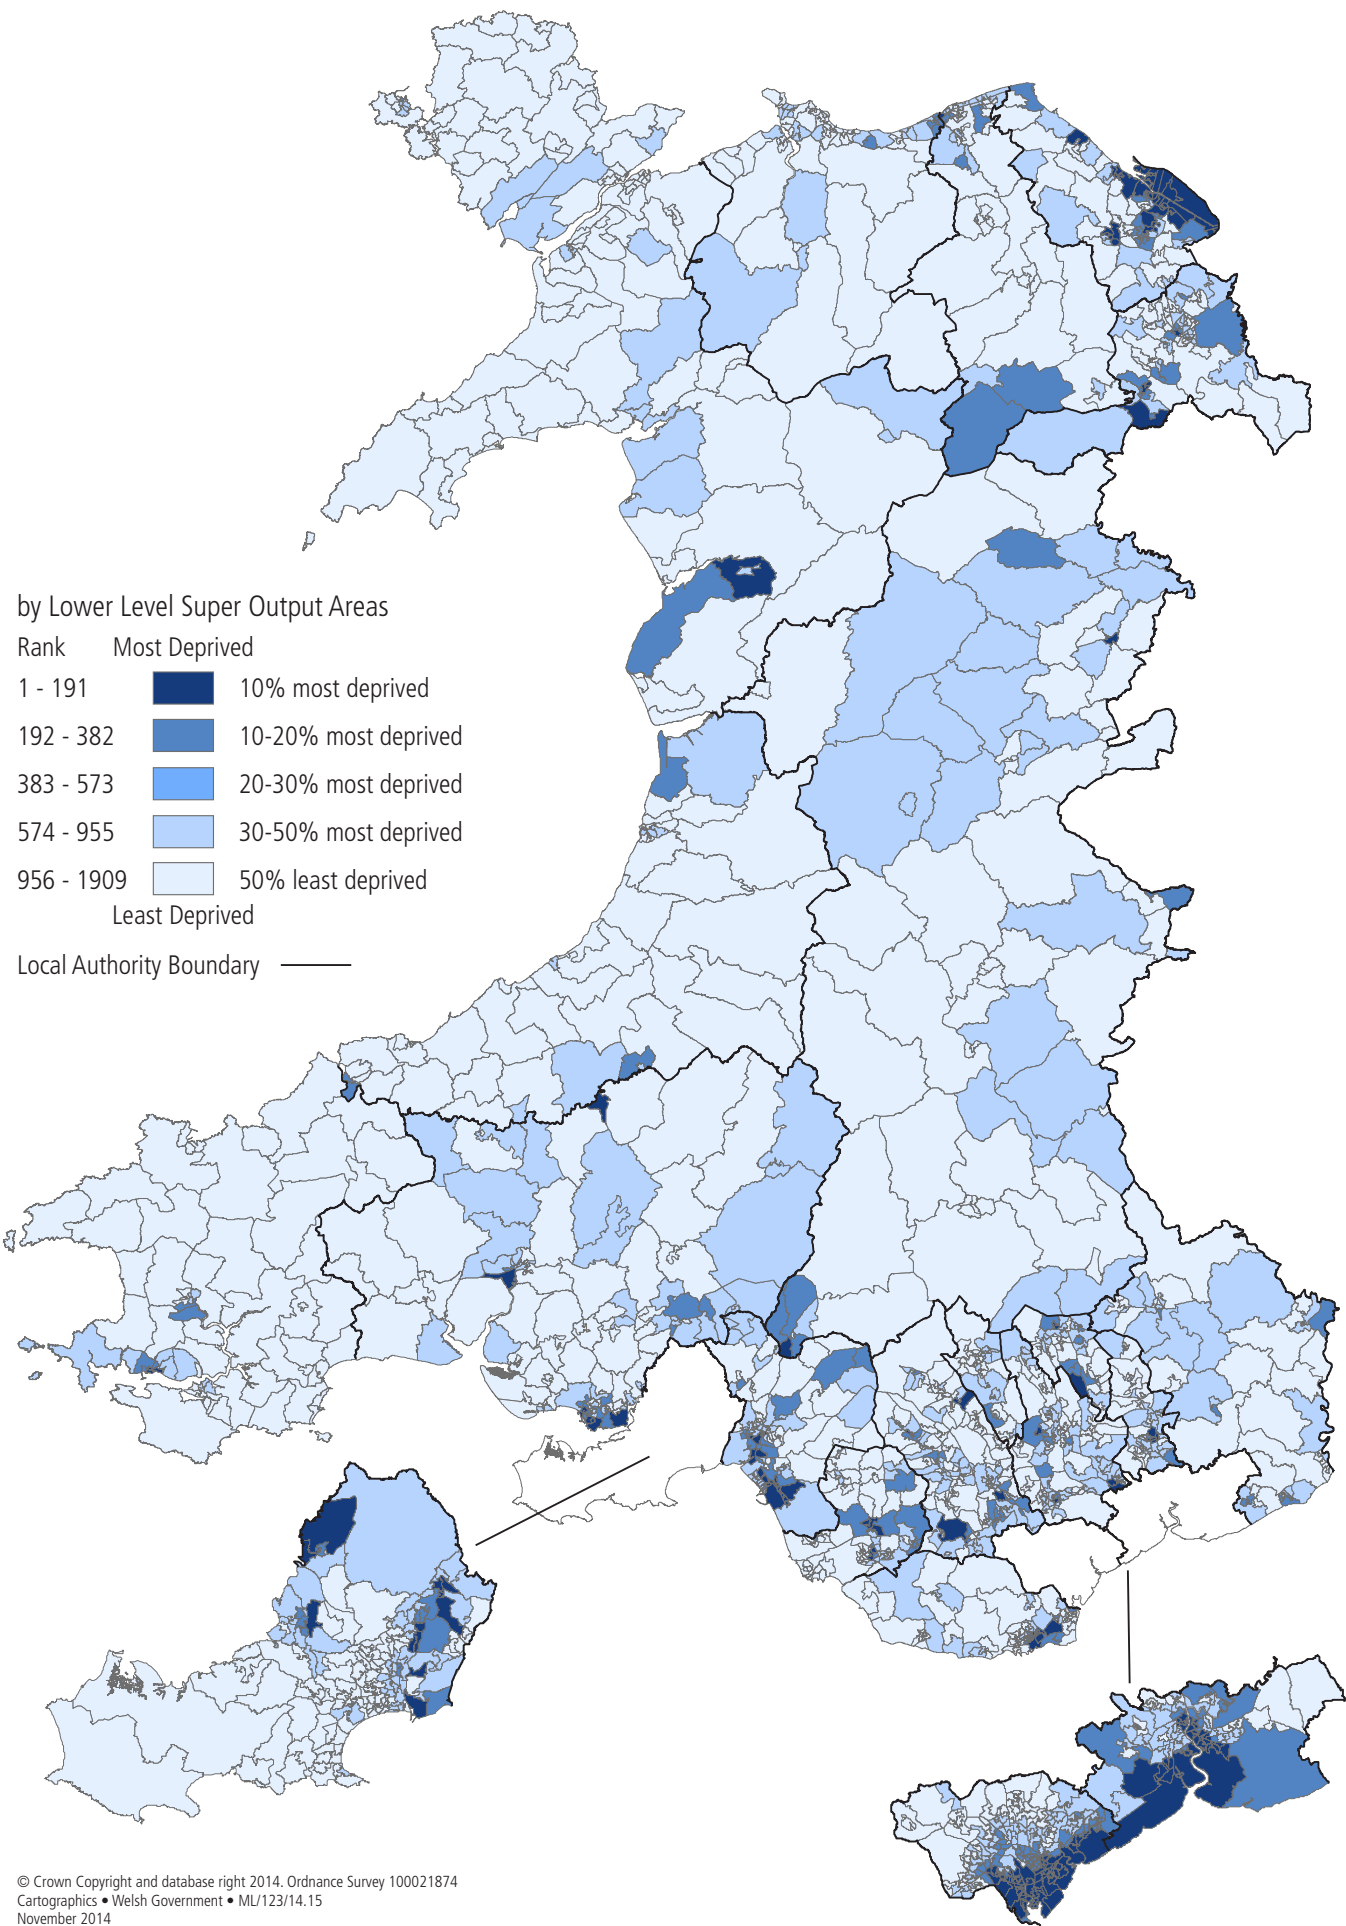 by Lower Level Super Output Areas
Rank Most Deprived
1 - 191 10% most deprived
192 - 382 10-20% most deprived
383 - 573 20-30% most deprived
574 - 955 30-50% most deprived
956 - 1909 50% least deprived
Least Deprived
Local Authority Boundary
© Crown Copyright and database right 2014. Ordnance Survey 100021874
Cartographics • Welsh Government • ML/123/14.15
November 2014